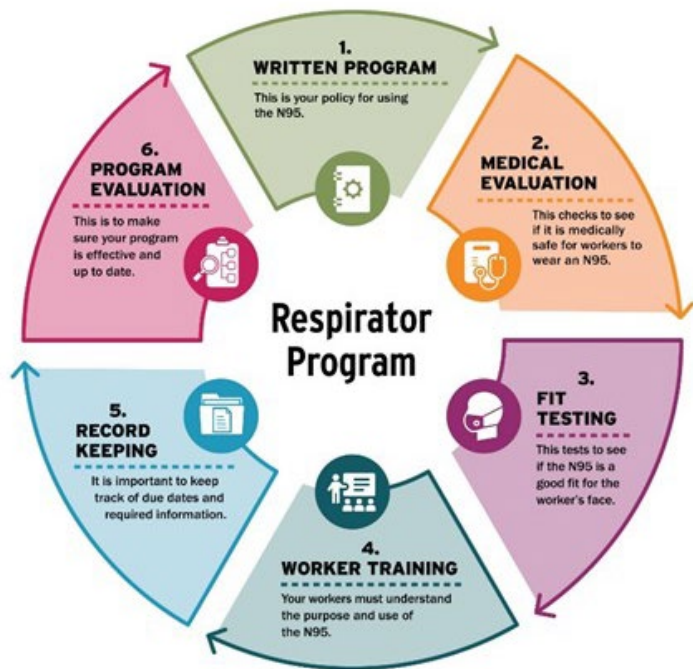 1.
WRITTEN PROGRAM
This is your policy for using
the N95.
2.
MEDICAL
EVALUATION
This checks to see
if it is medically
safe for workers to
wear an N95.
3.
FIT
TESTING
This tests to see
if the N95 is a
good fit for the
worker's face.
4.
WORKER TRAINING
Your workers must understand
the purpose and use of
the N95.
5.
RECORD
KEEPING
It is important to keep
track of due dates and
required information.
6.
PROGRAM
EVALUATION
This is to make
sure your program
is effective and
up to date.
Respirator
Program